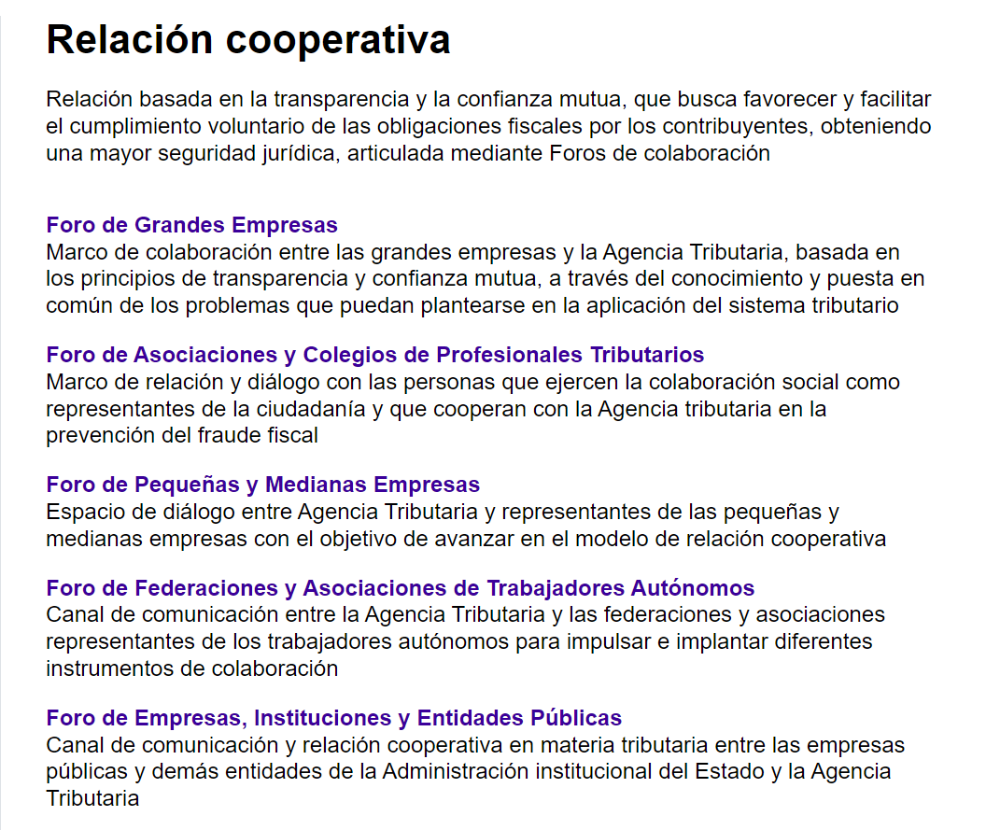 Relación cooperativa
Relación basada en la transparencia y la confianza mutua, que busca favorecer y facilitar
el cumplimiento voluntario de las obligaciones fiscales por los contribuyentes, obteniendo
una mayor seguridad jurídica, articulada mediante Foros de colaboración
Foro de Grandes Empresas
Marco de colaboración entre las grandes empresas y la Agencia Tributaria, basada en
los principios de transparencia y confianza mutua, a través del conocimiento y puesta en
común de los problemas que puedan plantearse en la aplicación del sistema tributario
Foro de Asociaciones y Colegios de Profesionales Tributarios
Marco de relación y diálogo con las personas que ejercen la colaboración social como
representantes de la ciudadanía y que cooperan con la Agencia tributaria en la
prevención del fraude fiscal
Foro de Pequeñas y Medianas Empresas
Espacio de diálogo entre Agencia Tributaria y representantes de las pequeñas y
medianas empresas con el objetivo de avanzar en el modelo de relación cooperativa
Foro de Federaciones y Asociaciones de Trabajadores Autónomos
Canal de comunicación entre la Agencia Tributaria y las federaciones y asociaciones
representantes de los trabajadores autónomos para impulsar e implantar diferentes
instrumentos de colaboración
Foro de Empresas, Instituciones y Entidades Públicas
Canal de comunicación y relación cooperativa en materia tributaria entre las empresas
públicas y demás entidades de la Administración institucional del Estado y la Agencia
Tributaria